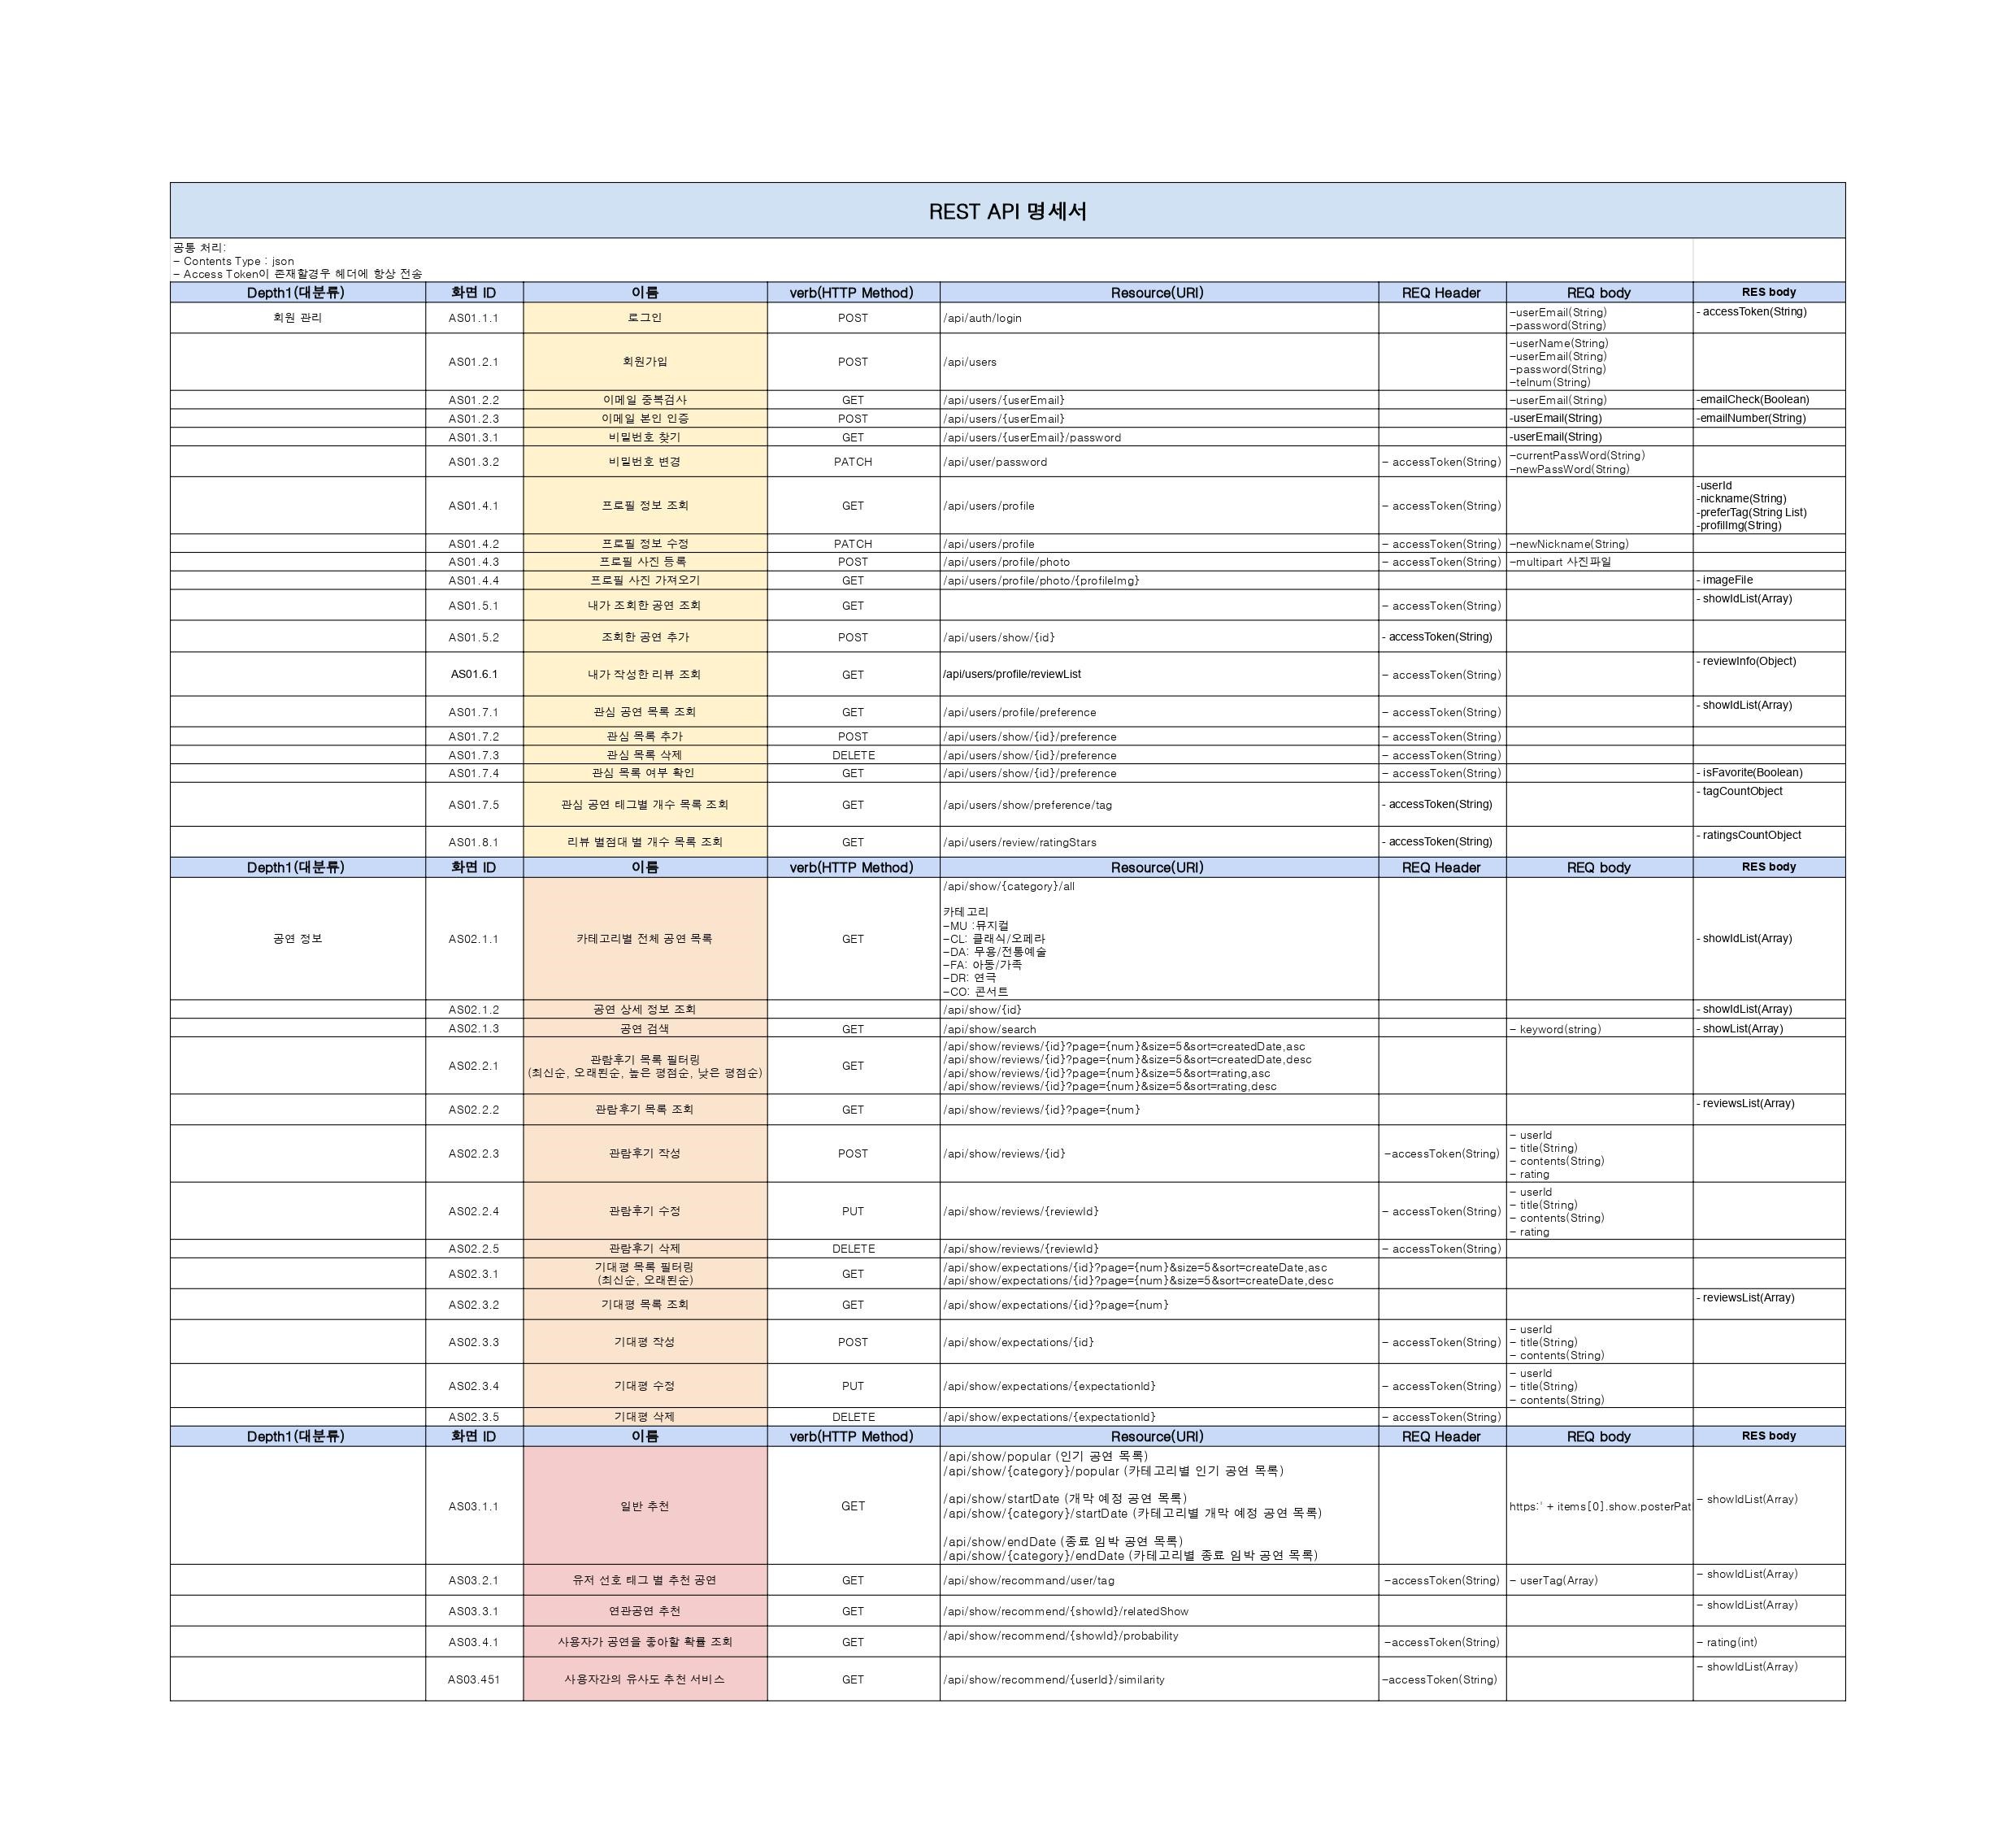 REST API 명세서
공통 처리:
- Contents Type : json
- Access Token이 존재할경우 헤더에 항상 전송
Depth1(대분류) 화면 ID 이름 verb(HTTP Method) Resource(URI) REQ Header REQ body RES body
회원 관리 AS01.1.1 로그인 POST /api/auth/login -userEmail(String) - accessToken(String)
-password(String)
AS01.2.1 회원가입 POST /api/users -userName(String)
-userEmail(String)
-password(String)
-telnum(String)
AS01.2.2 이메일 중복검사 GET /api/users/{userEmail} -userEmail(String) -emailCheck(Boolean)
AS01.2.3 이메일 본인 인증 POST /api/users/{userEmail} -userEmail(String) -emailNumber(String)
AS01.3.1 비밀번호 찾기 GET /api/users/{userEmail}/password -userEmail(String)
AS01.3.2 비밀번호 변경 PATCH /api/user/password - accessToken(String) -currentPassWord(String)
-newPassWord(String)
AS01.4.1 프로필 정보 조회 GET /api/users/profile - accessToken(String) -userId
-nickname(String)
-preferTag(String List)
-profilImg(String)
AS01.4.2 프로필 정보 수정 PATCH /api/users/profile - accessToken(String) -newNickname(String)
AS01.4.3 프로필 사진 등록 POST /api/users/profile/photo - accessToken(String) -multipart 사진파일
AS01.4.4 프로필 사진 가져오기 GET /api/users/profile/photo/{profileImg} - imageFile
AS01.5.1 내가 조회한 공연 조회 GET - accessToken(String) - showIdList(Array)
AS01.5.2 조회한 공연 추가 POST /api/users/show/{id} - accessToken(String)
AS01.6.1 내가 작성한 리뷰 조회 GET /api/users/profile/reviewList - accessToken(String) - reviewInfo(Object)
AS01.7.1 관심 공연 목록 조회 GET /api/users/profile/preference - accessToken(String) - showIdList(Array)
AS01.7.2 관심 목록 추가 POST /api/users/show/{id}/preference - accessToken(String)
AS01.7.3 관심 목록 삭제 DELETE /api/users/show/{id}/preference - accessToken(String)
AS01.7.4 관심 목록 여부 확인 GET /api/users/show/{id}/preference - accessToken(String) - isFavorite(Boolean)
AS01.7.5 관심 공연 테그별 개수 목록 조회 GET /api/users/show/preference/tag - accessToken(String) - tagCountObject
AS01.8.1 리뷰 별점대 별 개수 목록 조회 GET /api/users/review/ratingStars - accessToken(String) - ratingsCountObject
Depth1(대분류) 화면 ID 이름 verb(HTTP Method) Resource(URI) REQ Header REQ body RES body
공연 정보 AS02.1.1 카테고리별 전체 공연 목록 GET /api/show/{category}/all - showIdList(Array)
카테고리
-MU :뮤지컬
-CL: 클래식/오페라
-DA: 무용/전통예술
-FA: 아동/가족
-DR: 연극
-CO: 콘서트
AS02.1.2 공연 상세 정보 조회 /api/show/{id} - showIdList(Array)
AS02.1.3 공연 검색 GET /api/show/search - keyword(string) - showList(Array)
AS02.2.1 관람후기 목록 필터링 GET /api/show/reviews/{id}?page={num}&size=5&sort=createdDate,asc
(최신순, 오래된순, 높은 평점순, 낮은 평점순) /api/show/reviews/{id}?page={num}&size=5&sort=createdDate,desc
/api/show/reviews/{id}?page={num}&size=5&sort=rating,asc
/api/show/reviews/{id}?page={num}&size=5&sort=rating,desc
AS02.2.2 관람후기 목록 조회 GET /api/show/reviews/{id}?page={num} - reviewsList(Array)
AS02.2.3 관람후기 작성 POST /api/show/reviews/{id} -accessToken(String) - userId
- title(String)
- contents(String)
- rating
AS02.2.4 관람후기 수정 PUT /api/show/reviews/{reviewId} - accessToken(String) - userId
- title(String)
- contents(String)
- rating
AS02.2.5 관람후기 삭제 DELETE /api/show/reviews/{reviewId} - accessToken(String)
AS02.3.1 기대평 목록 필터링 GET /api/show/expectations/{id}?page={num}&size=5&sort=createDate,asc
(최신순, 오래된순) /api/show/expectations/{id}?page={num}&size=5&sort=createDate,desc
AS02.3.2 기대평 목록 조회 GET /api/show/expectations/{id}?page={num} - reviewsList(Array)
AS02.3.3 기대평 작성 POST /api/show/expectations/{id} - accessToken(String) - userId
- title(String)
- contents(String)
AS02.3.4 기대평 수정 PUT /api/show/expectations/{expectationId} - accessToken(String) - userId
- title(String)
- contents(String)
AS02.3.5 기대평 삭제 DELETE /api/show/expectations/{expectationId} - accessToken(String)
Depth1(대분류) 화면 ID 이름 verb(HTTP Method) Resource(URI) REQ Header REQ body RES body
AS03.1.1 일반 추천 GET /api/show/popular (인기 공연 목록) https:' + items[0].show.posterPat - showIdList(Array)
/api/show/{category}/popular (카테고리별 인기 공연 목록)
/api/show/startDate (개막 예정 공연 목록)
/api/show/{category}/startDate (카테고리별 개막 예정 공연 목록)
/api/show/endDate (종료 임박 공연 목록)
/api/show/{category}/endDate (카테고리별 종료 임박 공연 목록)
AS03.2.1 유저 선호 태그 별 추천 공연 GET /api/show/recommand/user/tag -accessToken(String) - userTag(Array) - showIdList(Array)
AS03.3.1 연관공연 추천 GET /api/show/recommend/{showId}/relatedShow - showIdList(Array)
AS03.4.1 사용자가 공연을 좋아할 확률 조회 GET /api/show/recommend/{showId}/probability -accessToken(String) - rating(int)
AS03.451 사용자간의 유사도 추천 서비스 GET /api/show/recommend/{userId}/similarity -accessToken(String) - showIdList(Array)